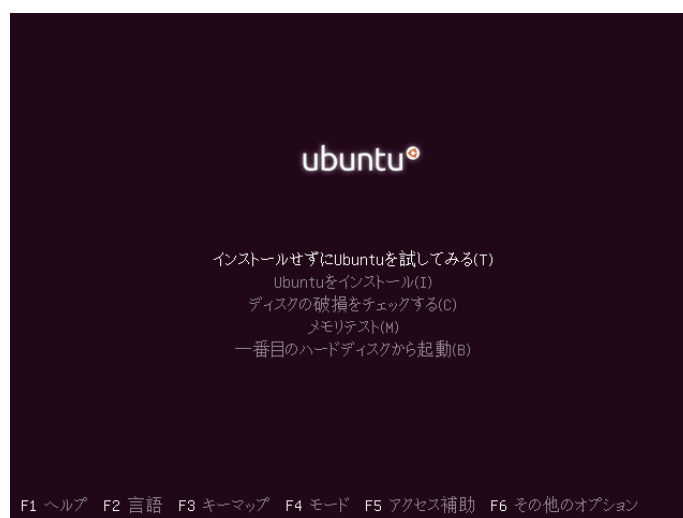 ubuntu
インストールせずにUbuntuを試してみる(T)
Ubuntuをインストール(I)
ディスクの破損をチェックする(C)
メモリテスト(M)
一番目のハードディスクから起動(B)
F1 ヘルプ F2 言語 F3 キーマップ F4 モード F5 アクセス補助 F6 その他のオプション